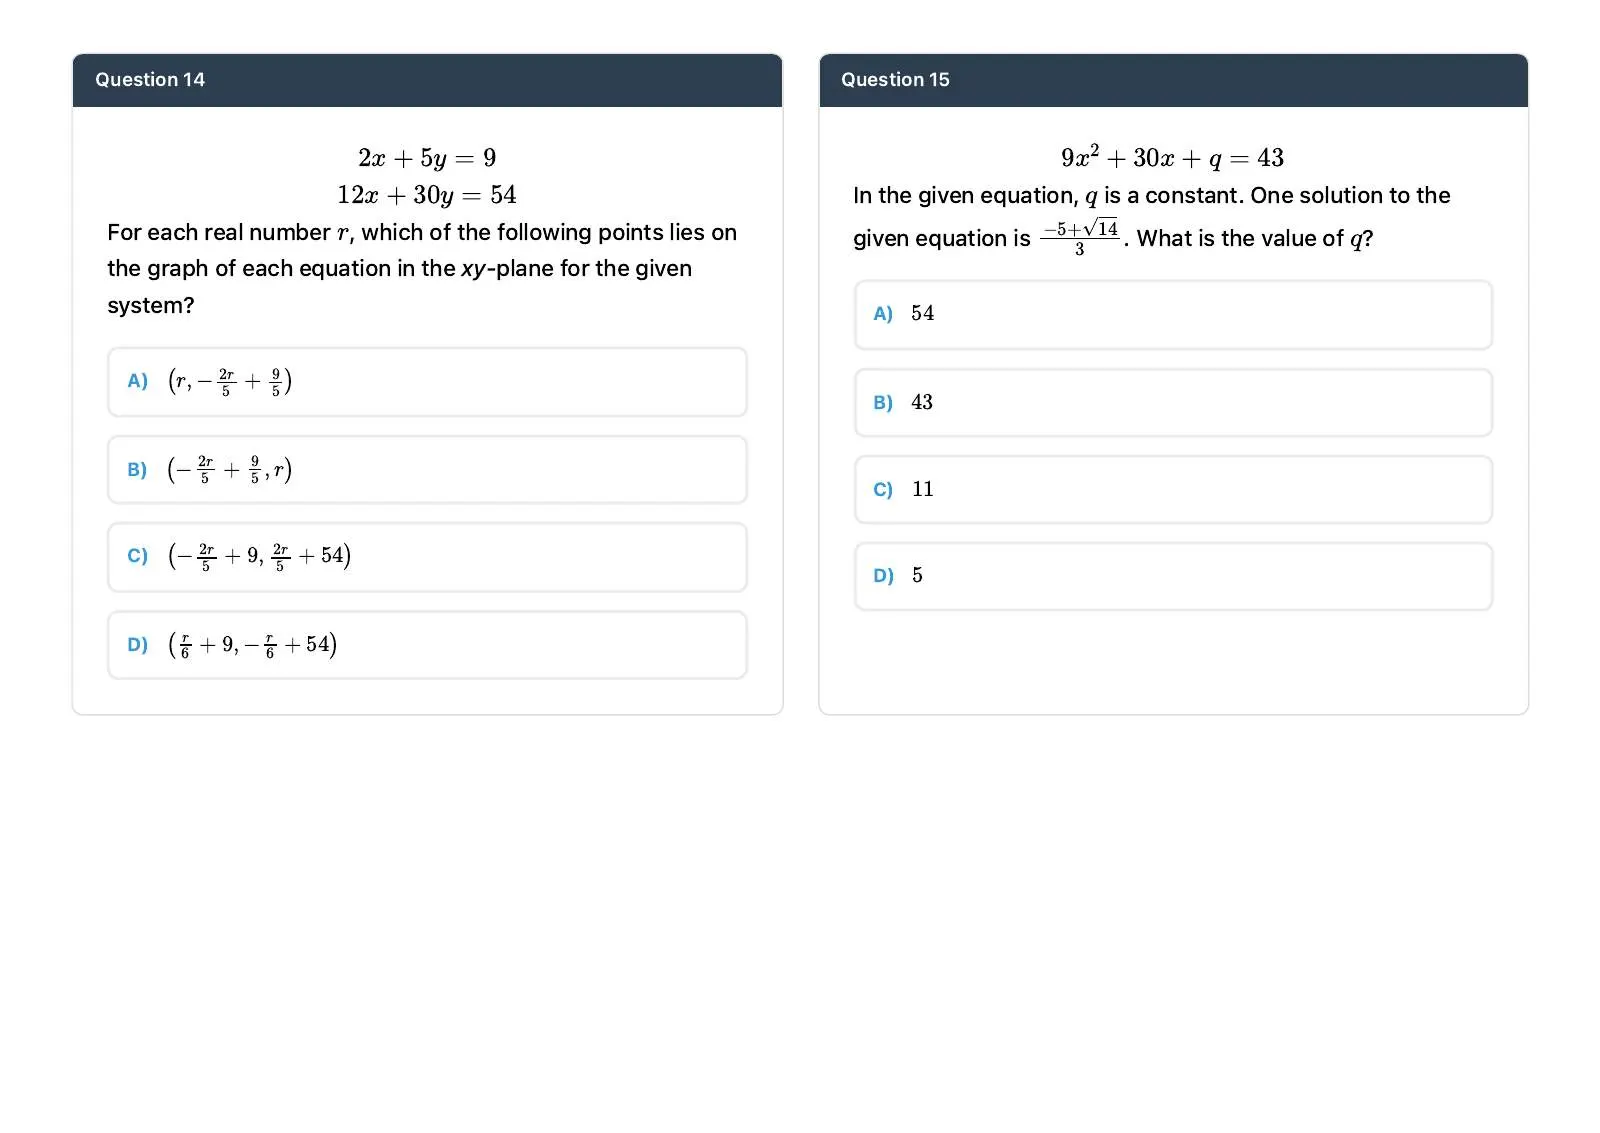 Question 14
2x + 5y = 9
12x + 30y = 54
For each real number r, which of the following points lies on
the graph of each equation in the xy-plane for the given
system?
A) (r, −2r/5 + 9/5)
B) (−2r/5 + 9/5, r)
C) (−2r/5 + 9, 2r/5 + 54)
D) (r/6 + 9, −r/6 + 54)
Question 15
9x² + 30x + q = 43
In the given equation, q is a constant. One solution to the
given equation is (−5+√14)/3. What is the value of q?
A) 54
B) 43
C) 11
D) 5